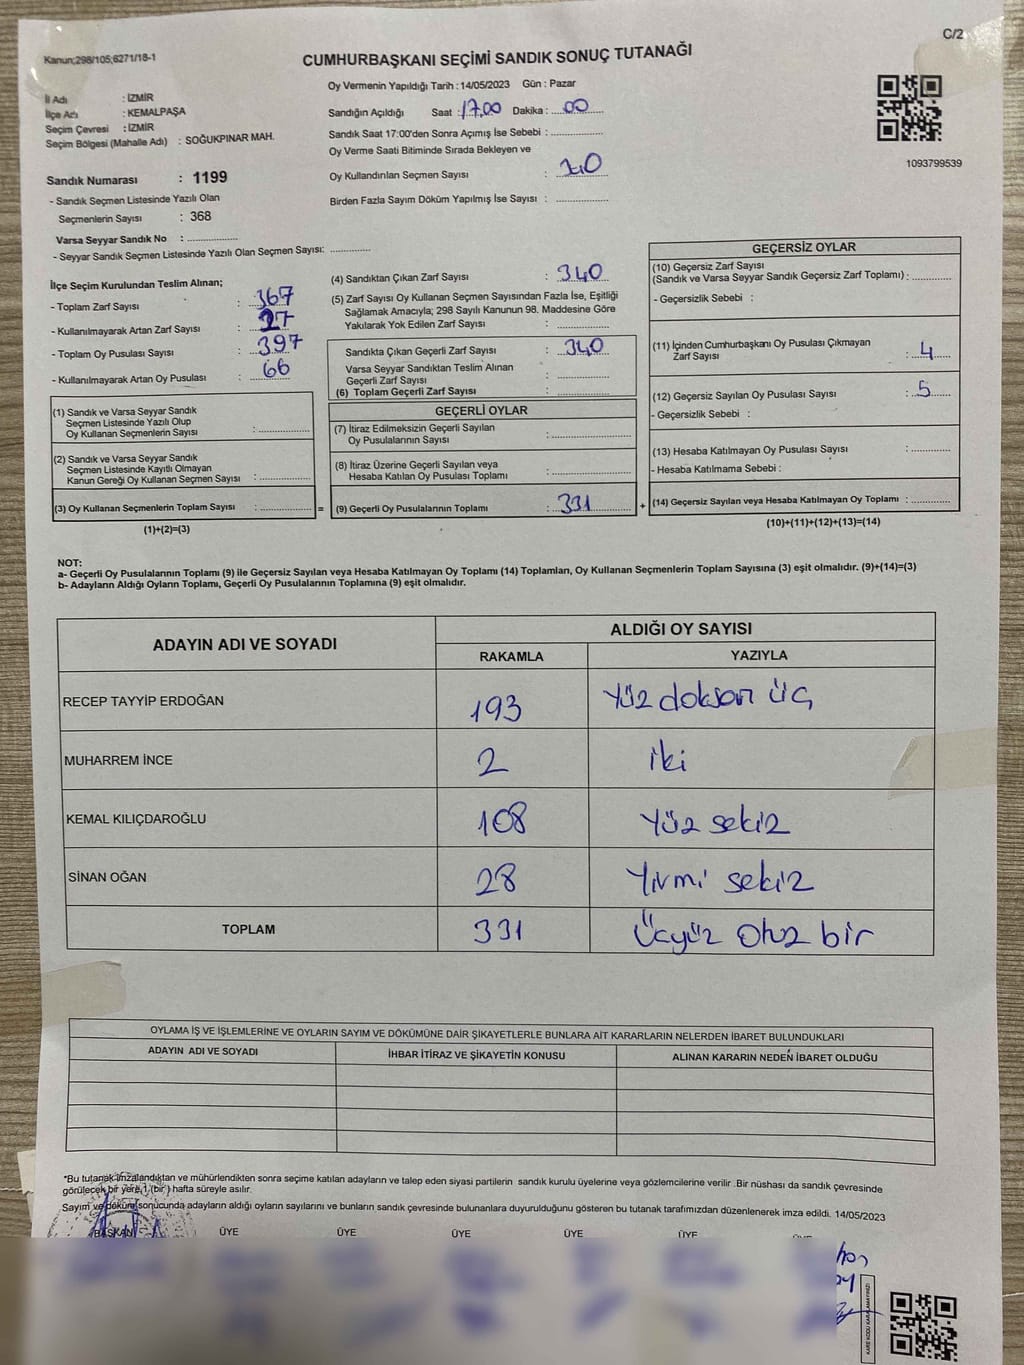 C/2
Kanun;298/105;6271/18-1
CUMHURBAŞKANI SEÇİMİ SANDIK SONUÇ TUTANAĞI
İl Adı : İZMİR
İlçe Adı : KEMALPAŞA
Seçim Çevresi : İZMİR
Seçim Bölgesi (Mahalle Adı) : SOĞUKPINAR MAH.
Sandık Numarası : 1199
- Sandık Seçmen Listesinde Yazılı Olan
Seçmenlerin Sayısı : 368
Varsa Seyyar Sandık No : ..................
- Seyyar Sandık Seçmen Listesinde Yazılı Olan Seçmen Sayısı: ..............
Oy Vermenin Yapıldığı Tarih : 14/05/2023 Gün : Pazar
Sandığın Açıldığı Saat : 17.00 Dakika : 00
Sandık Saat 17:00'den Sonra Açımış İse Sebebi : ..................
Oy Verme Saati Bitiminde Sırada Bekleyen ve
Oy Kullandırılan Seçmen Sayısı :
Birden Fazla Sayım Döküm Yapılmış İse Sayısı : ..................
1093799539
İlçe Seçim Kurulundan Teslim Alınan;
- Toplam Zarf Sayısı : 367
- Kullanılmayarak Artan Zarf Sayısı : 27
- Toplam Oy Pusulası Sayısı : 397
- Kullanılmayarak Artan Oy Pusulası : 66
(1) Sandık ve Varsa Seyyar Sandık
Seçmen Listesinde Yazılı Olup
Oy Kullanan Seçmenlerin Sayısı : ..................
(2) Sandık ve Varsa Seyyar Sandık
Seçmen Listesinde Kayıtlı Olmayan
Kanun Gereği Oy Kullanan Seçmen Sayısı : ..................
(3) Oy Kullanan Seçmenlerin Toplam Sayısı : .................. =
(1)+(2)=(3)
(4) Sandıktan Çıkan Zarf Sayısı : 340
(5) Zarf Sayısı Oy Kullanan Seçmen Sayısından Fazla İse, Eşitliği
Sağlamak Amacıyla; 298 Sayılı Kanunun 98. Maddesine Göre
Yakılarak Yok Edilen Zarf Sayısı : ..................
Sandıkta Çıkan Geçerli Zarf Sayısı : 340
Varsa Seyyar Sandıktan Teslim Alınan
Geçerli Zarf Sayısı : ..................
(6) Toplam Geçerli Zarf Sayısı : ..................
GEÇERLİ OYLAR
(7) İtiraz Edilmeksizin Geçerli Sayılan
Oy Pusulalarının Sayısı : ..................
(8) İtiraz Üzerine Geçerli Sayılan veya
Hesaba Katılan Oy Pusulası Toplamı : ..................
(9) Geçerli Oy Pusulalarının Toplamı : 331 +
GEÇERSİZ OYLAR
(10) Geçersiz Zarf Sayısı
(Sandık ve Varsa Seyyar Sandık Geçersiz Zarf Toplamı) : ............
- Geçersizlik Sebebi :
(11) İçinden Cumhurbaşkanı Oy Pusulası Çıkmayan
Zarf Sayısı : 4
(12) Geçersiz Sayılan Oy Pusulası Sayısı : 5
- Geçersizlik Sebebi :
(13) Hesaba Katılmayan Oy Pusulası Sayısı : ............
- Hesaba Katılmama Sebebi :
(14) Geçersiz Sayılan veya Hesaba Katılmayan Oy Toplamı : ............
(10)+(11)+(12)+(13)=(14)
NOT:
a- Geçerli Oy Pusulalarının Toplamı (9) ile Geçersiz Sayılan veya Hesaba Katılmayan Oy Toplamı (14) Toplamları, Oy Kullanan Seçmenlerin Toplam Sayısına (3) eşit olmalıdır. (9)+(14)=(3)
b- Adayların Aldığı Oyların Toplamı, Geçerli Oy Pusulalarının Toplamına (9) eşit olmalıdır.
ADAYIN ADI VE SOYADI ALDIĞI OY SAYISI
RAKAMLA YAZIYLA
RECEP TAYYİP ERDOĞAN 193 Yüz doksan üç
MUHARREM İNCE 2 iki
KEMAL KILIÇDAROĞLU 108 Yüz sekiz
SİNAN OĞAN 28 Yirmi sekiz
TOPLAM 331 Üçyüz Otuz bir
OYLAMA İŞ VE İŞLEMLERİNE VE OYLARIN SAYIM VE DÖKÜMÜNE DAİR ŞİKAYETLERLE BUNLARA AİT KARARLARIN NELERDEN İBARET BULUNDUKLARI
ADAYIN ADI VE SOYADI İHBAR İTİRAZ VE ŞİKAYETİN KONUSU ALINAN KARARIN NEDEN İBARET OLDUĞU
*Bu tutanak imzalandıktan ve mühürlendikten sonra seçime katılan adayların ve talep eden siyasi partilerin sandık kurulu üyelerine veya gözlemcilerine verilir .Bir nüshası da sandık çevresinde
görülecek bir yere 1 (bir ) hafta süreyle asılır.
Sayım ve döküm sonucunda adayların aldığı oyların sayılarını ve bunların sandık çevresinde bulunanlara duyurulduğunu gösteren bu tutanak tarafımızdan düzenlenerek imza edildi. 14/05/2023
BAŞKAN ÜYE ÜYE ÜYE ÜYE ÜYE